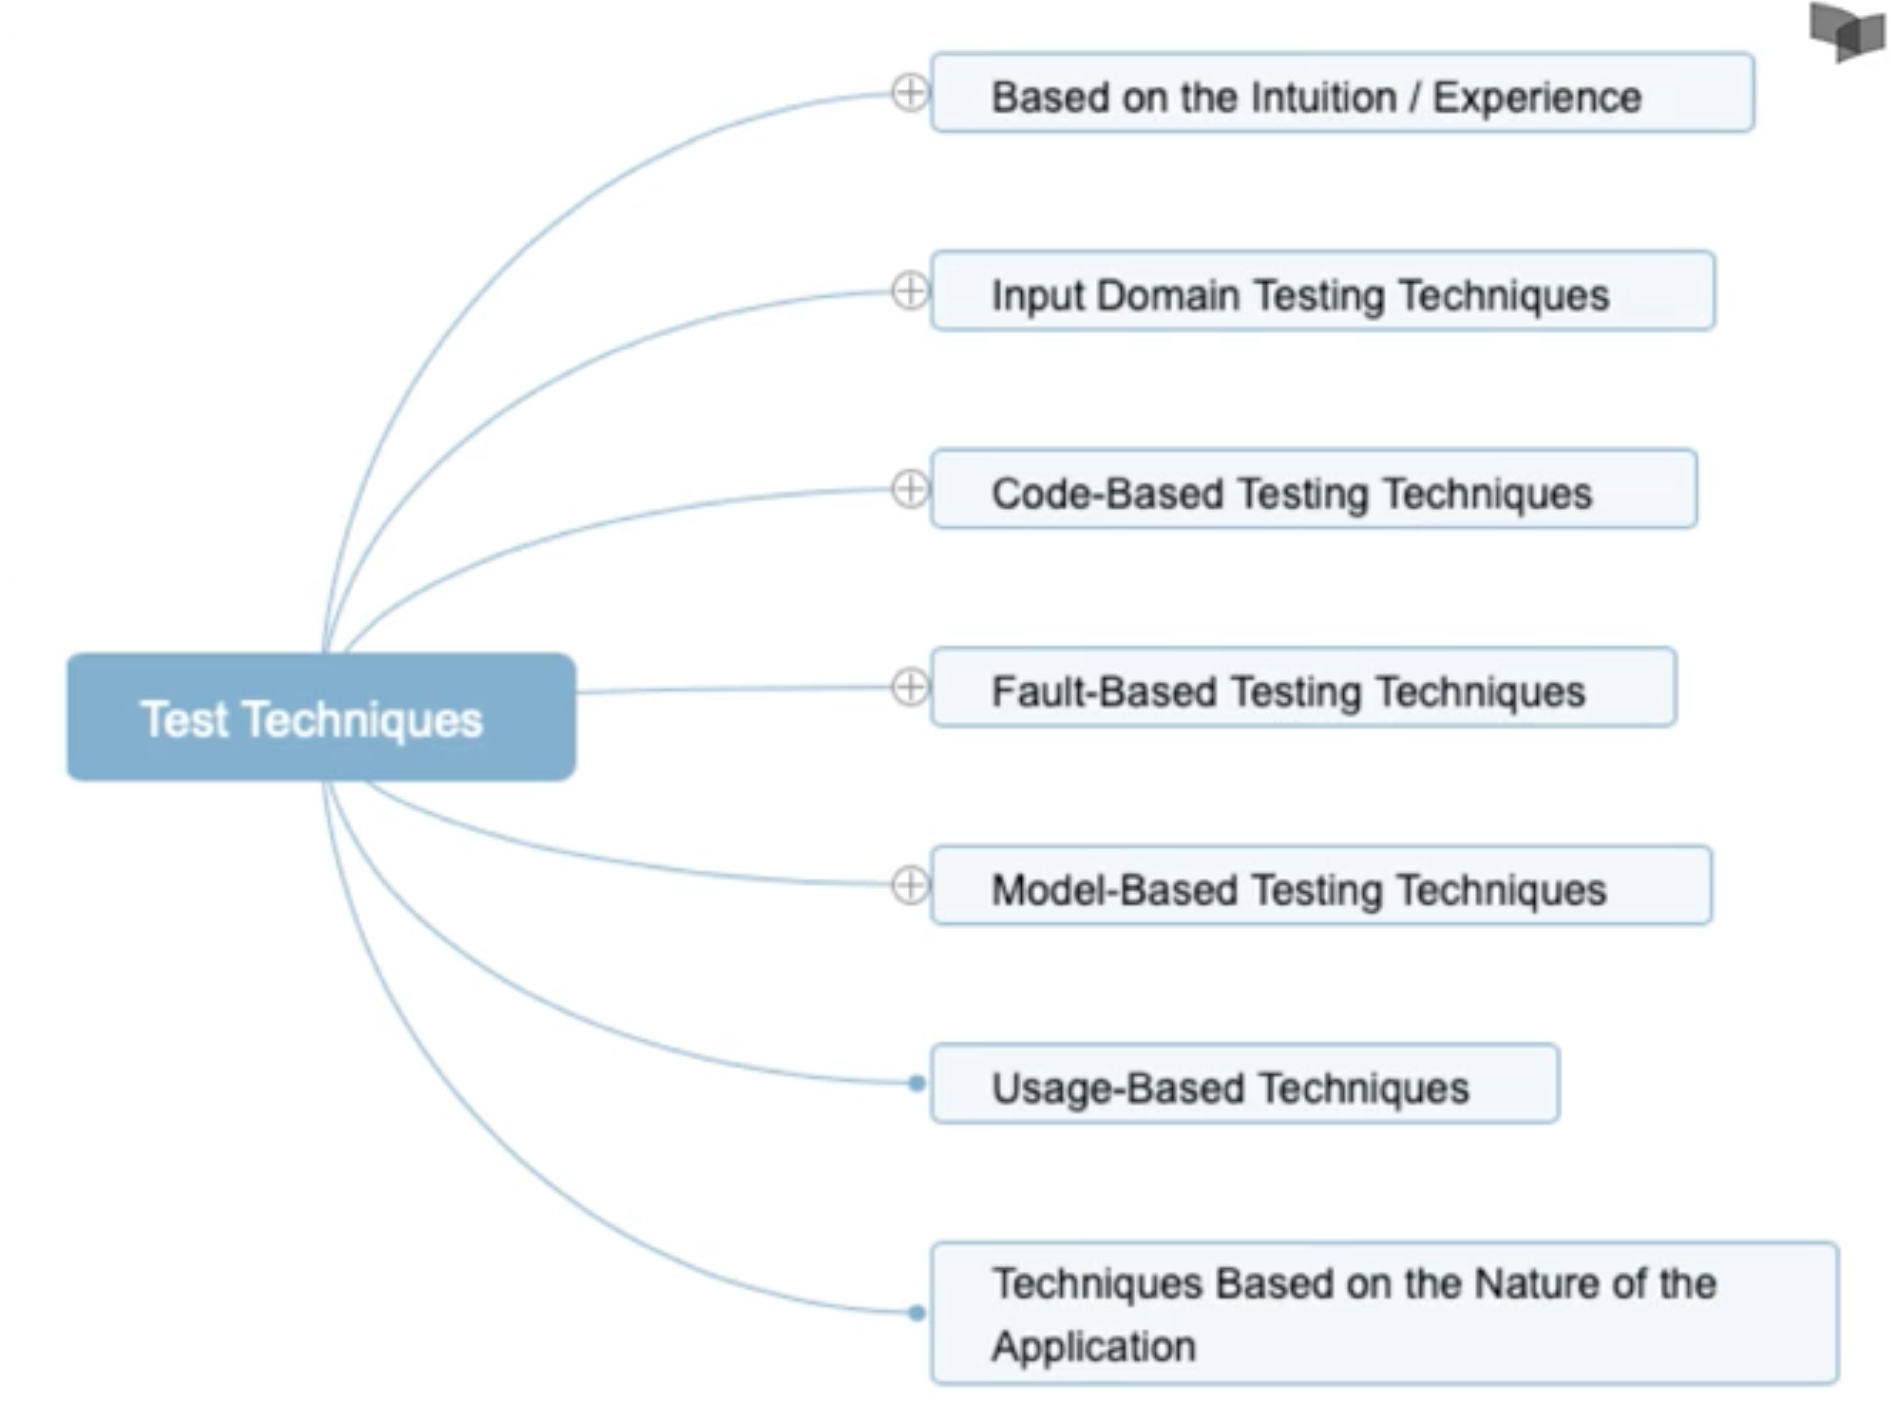 Based on the Intuition / Experience
Input Domain Testing Techniques
Code-Based Testing Techniques
Fault-Based Testing Techniques
Test Techniques
Model-Based Testing Techniques
Usage-Based Techniques
Techniques Based on the Nature of the
Application